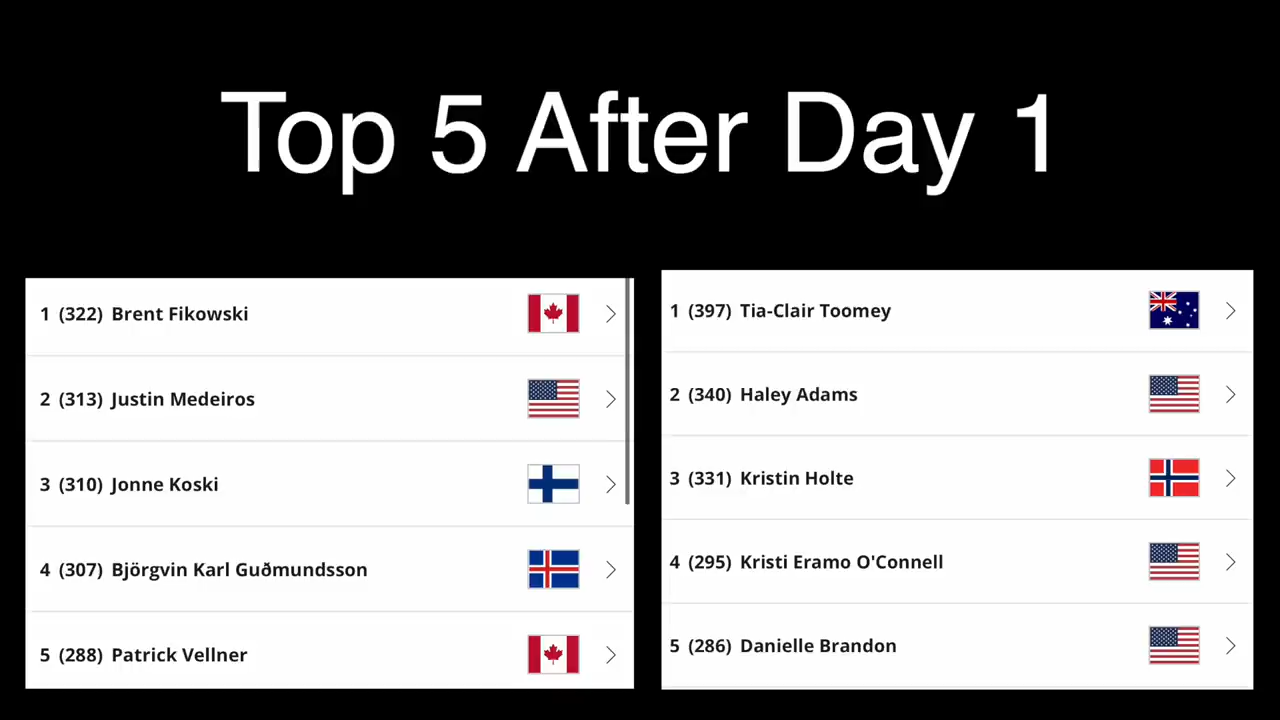 Top 5 After Day 1
1 (322) Brent Fikowski
2 (313) Justin Medeiros
3 (310) Jonne Koski
4 (307) Björgvin Karl Guðmundsson
5 (288) Patrick Vellner
1 (397) Tia-Clair Toomey
2 (340) Haley Adams
3 (331) Kristin Holte
4 (295) Kristi Eramo O'Connell
5 (286) Danielle Brandon